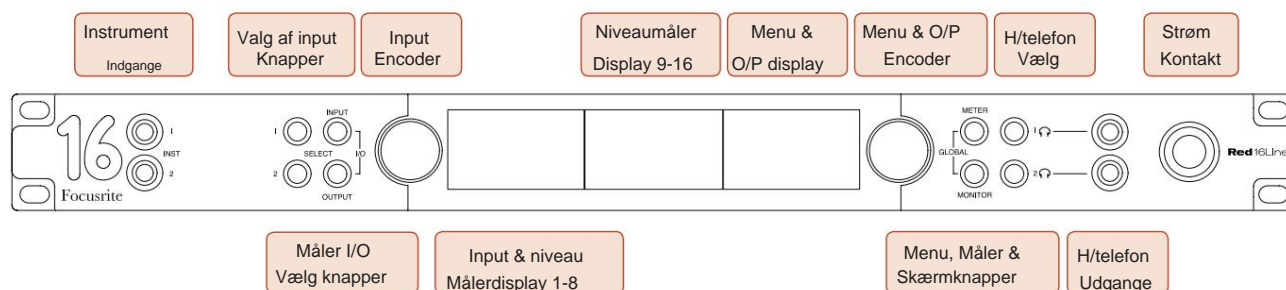 Instrument
Indgange
Valg af input
Knapper
Input
Encoder
Niveaumåler
Display 9-16
Menu &
O/P display
Menu & O/P
Encoder
H/telefon
Vælg
Strøm
Kontakt
16
Focusrite
1
INST
2
INPUT
1
SELECT
I/O
2
OUTPUT
METER
1
GLOBAL
2
MONITOR
Red16Line
Måler I/O
Vælg knapper
Input & niveau
Målerdisplay 1-8
Menu, Måler &
Skærmknapper
H/telefon
Udgange